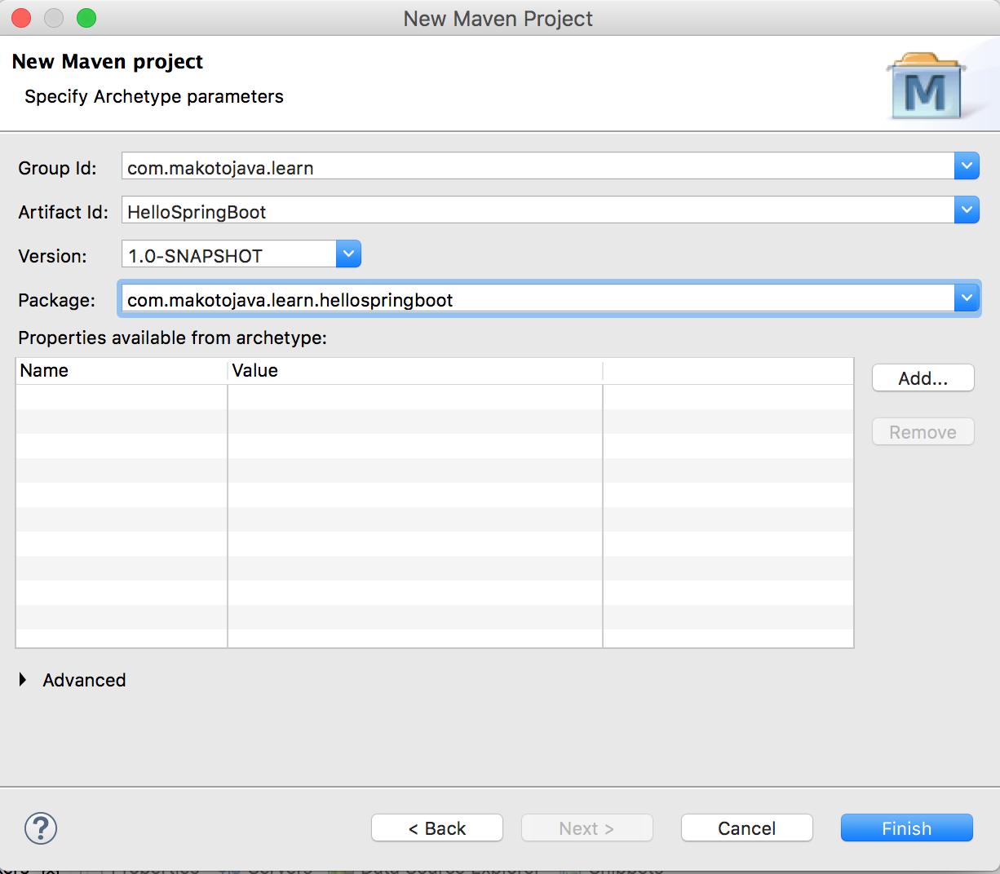 New Maven Project
New Maven project
Specify Archetype parameters
M
Group Id: com.makotojava.learn
Artifact Id: HelloSpringBoot
Version: 1.0-SNAPSHOT
Package: com.makotojava.learn.hellospringboot
Properties available from archetype:
Name Value
Add...
Remove
Advanced
? < Back Next > Cancel Finish